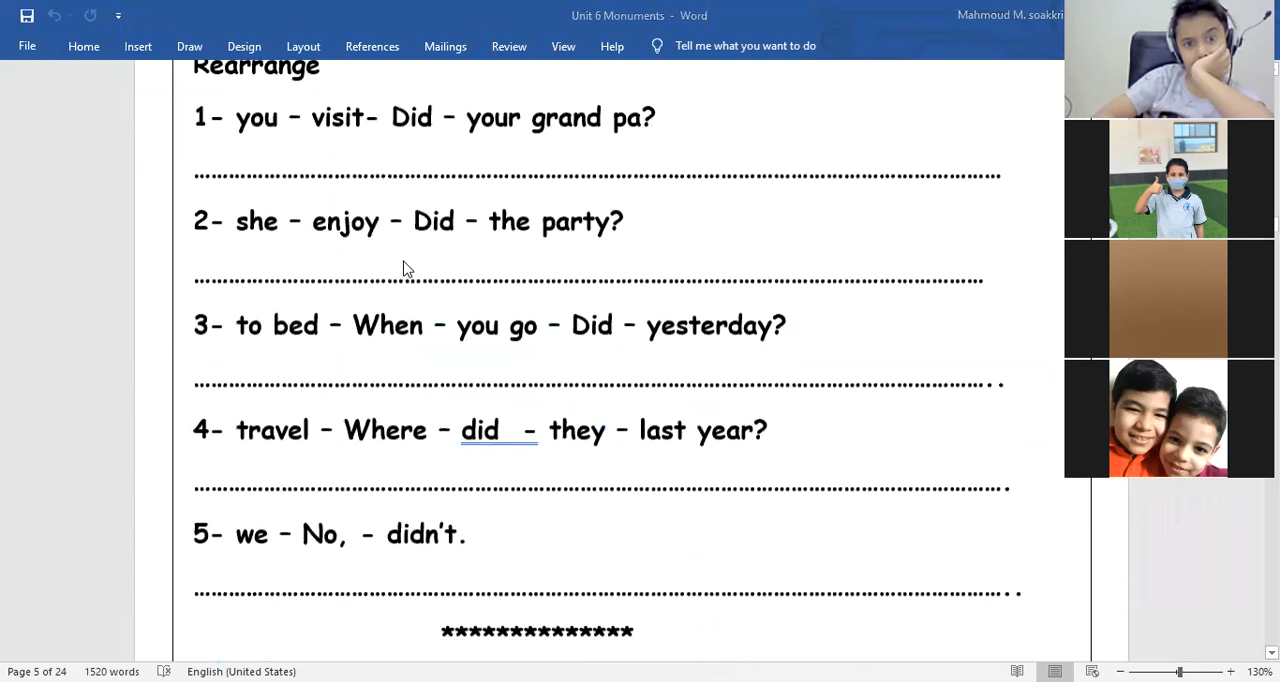 Unit 6 Monuments - Word
Mahmoud M. soakkri
File Home Insert Draw Design Layout References Mailings Review View Help Tell me what you want to do
Rearrange
1- you – visit- Did – your grand pa?
……………………………………………………………………………………………………………………………
2- she – enjoy – Did – the party?
……………………………………………………………………………………………………………………………
3- to bed – When – you go – Did – yesterday?
…………………………………………………………………………………………………………………………..
4- travel – Where – did - they – last year?
…………………………………………………………………………………………………………………………….
5- we – No, - didn't.
……………………………………………………………………………………………………………………………..
**************
Page 5 of 24 1520 words English (United States) 130%